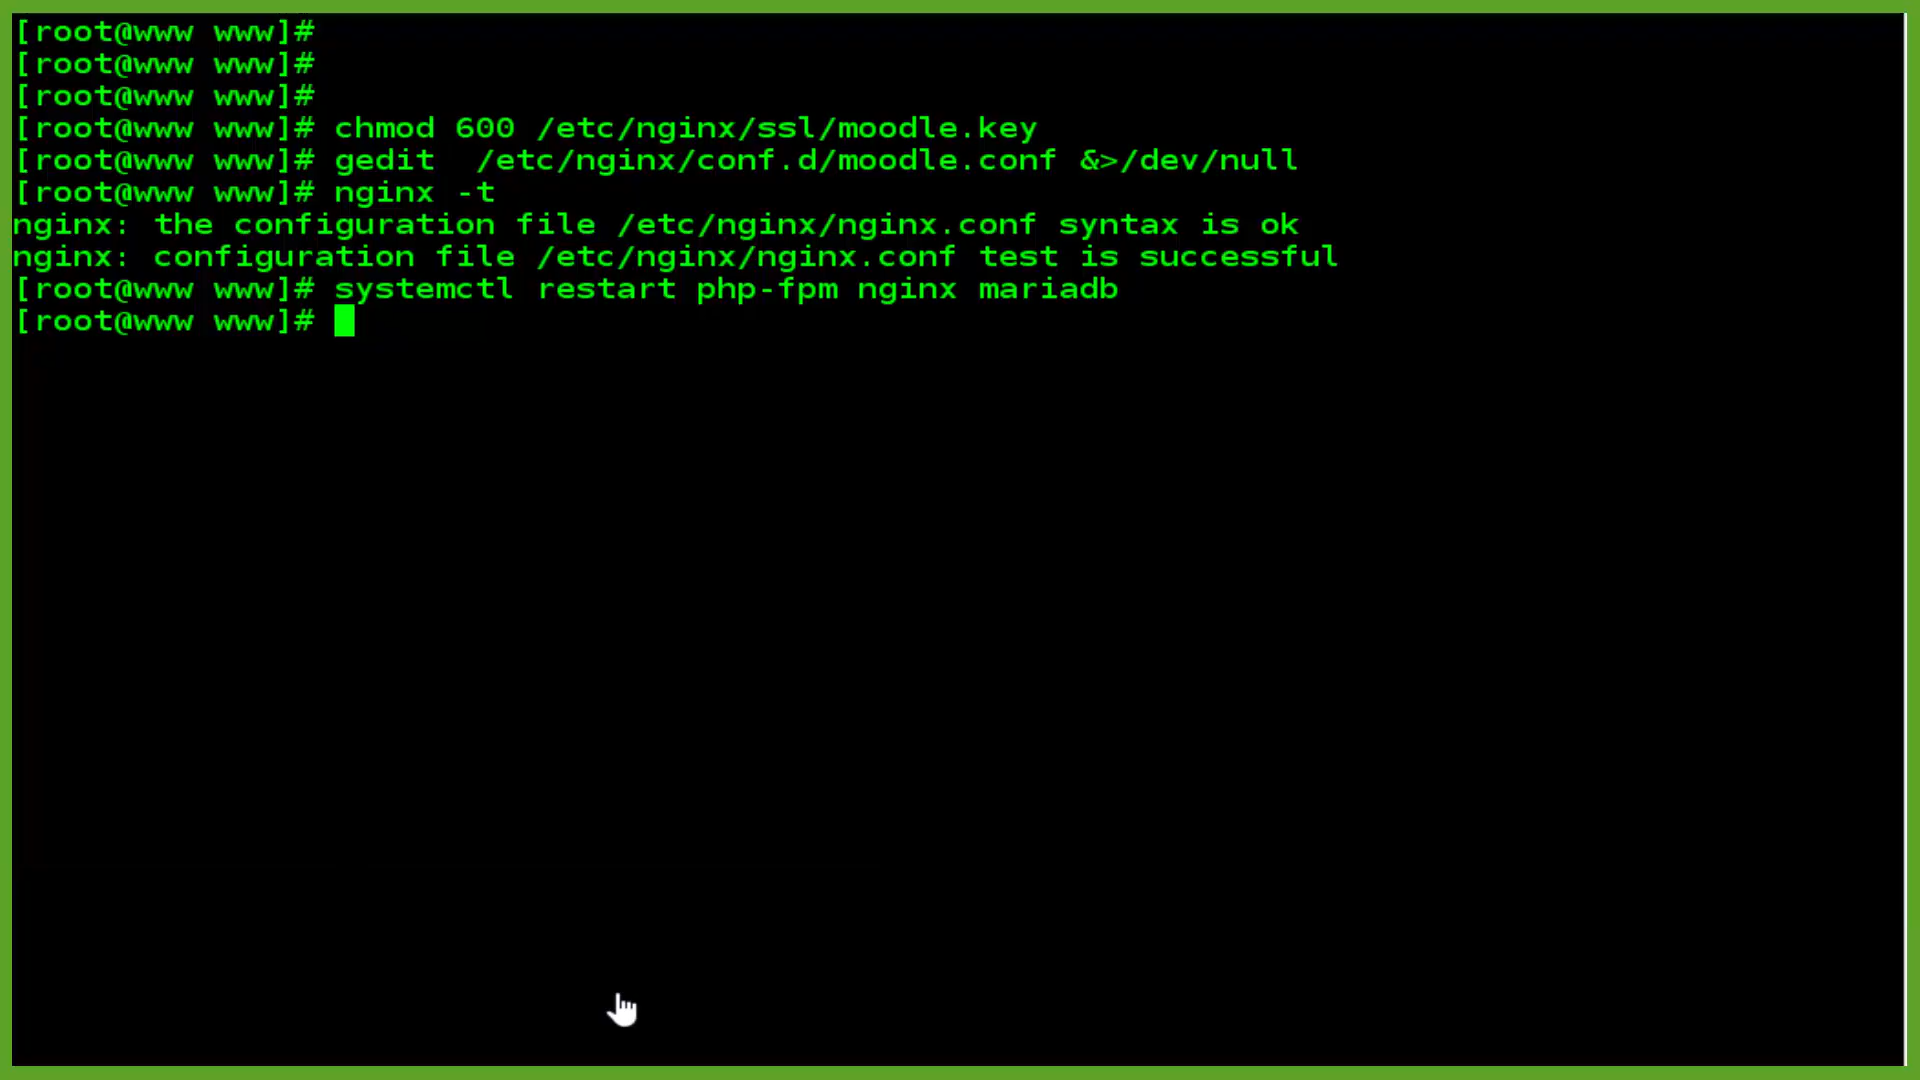 [root@www www]#
[root@www www]#
[root@www www]#
[root@www www]# chmod 600 /etc/nginx/ssl/moodle.key
[root@www www]# gedit  /etc/nginx/conf.d/moodle.conf &>/dev/null
[root@www www]# nginx -t
nginx: the configuration file /etc/nginx/nginx.conf syntax is ok
nginx: configuration file /etc/nginx/nginx.conf test is successful
[root@www www]# systemctl restart php-fpm nginx mariadb
[root@www www]#